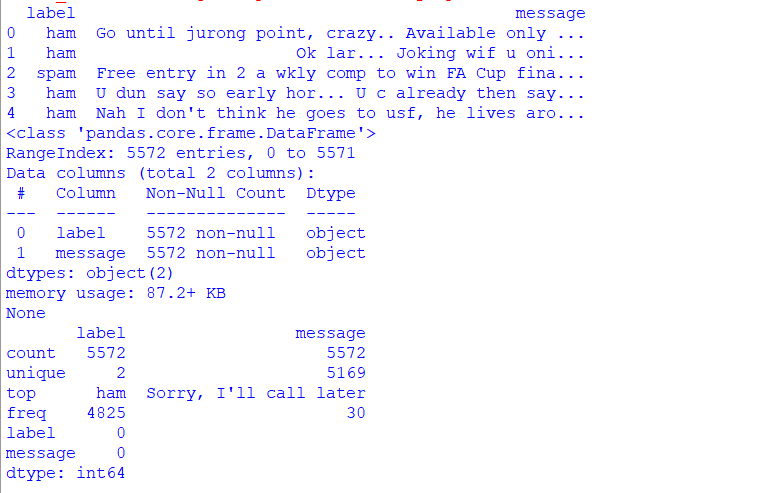 label                                            message
0   ham  Go until jurong point, crazy.. Available only ...
1   ham                      Ok lar... Joking wif u oni...
2  spam  Free entry in 2 a wkly comp to win FA Cup fina...
3   ham  U dun say so early hor... U c already then say...
4   ham  Nah I don't think he goes to usf, he lives aro...
<class 'pandas.core.frame.DataFrame'>
RangeIndex: 5572 entries, 0 to 5571
Data columns (total 2 columns):
 #   Column   Non-Null Count  Dtype
---  ------   --------------  -----
 0   label    5572 non-null   object
 1   message  5572 non-null   object
dtypes: object(2)
memory usage: 87.2+ KB
None
       label                 message
count   5572                    5572
unique     2                    5169
top      ham  Sorry, I'll call later
freq    4825                      30
label      0
message    0
dtype: int64